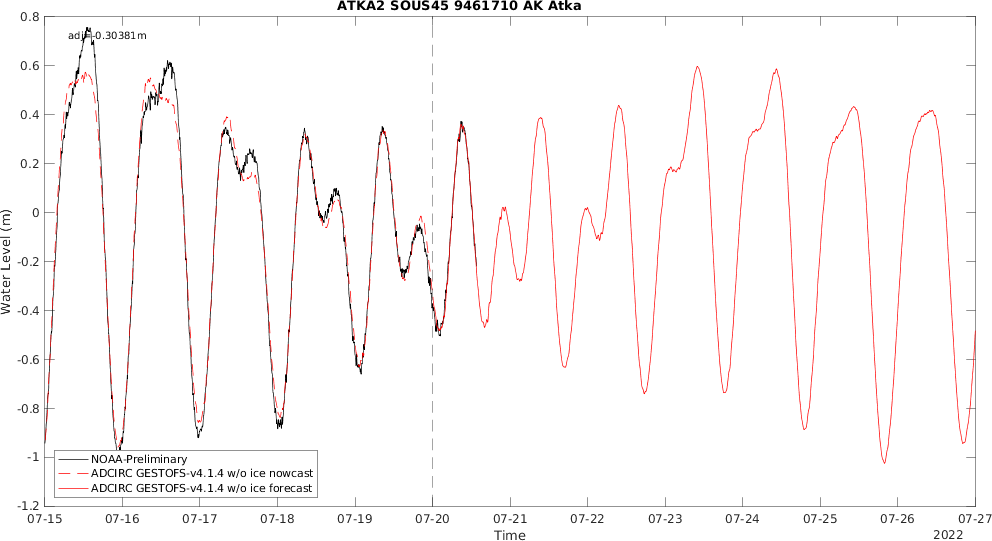 ATKA2 SOUS45 9461710 AK Atka
adj=-0.30381m
0.8
0.6
0.4
0.2
0
-0.2
-0.4
-0.6
-0.8
-1
-1.2
Water Level (m)
NOAA-Preliminary
ADCIRC GESTOFS-v4.1.4 w/o ice nowcast
ADCIRC GESTOFS-v4.1.4 w/o ice forecast
07-15 07-16 07-17 07-18 07-19 07-20 07-21 07-22 07-23 07-24 07-25 07-26 07-27
Time
2022